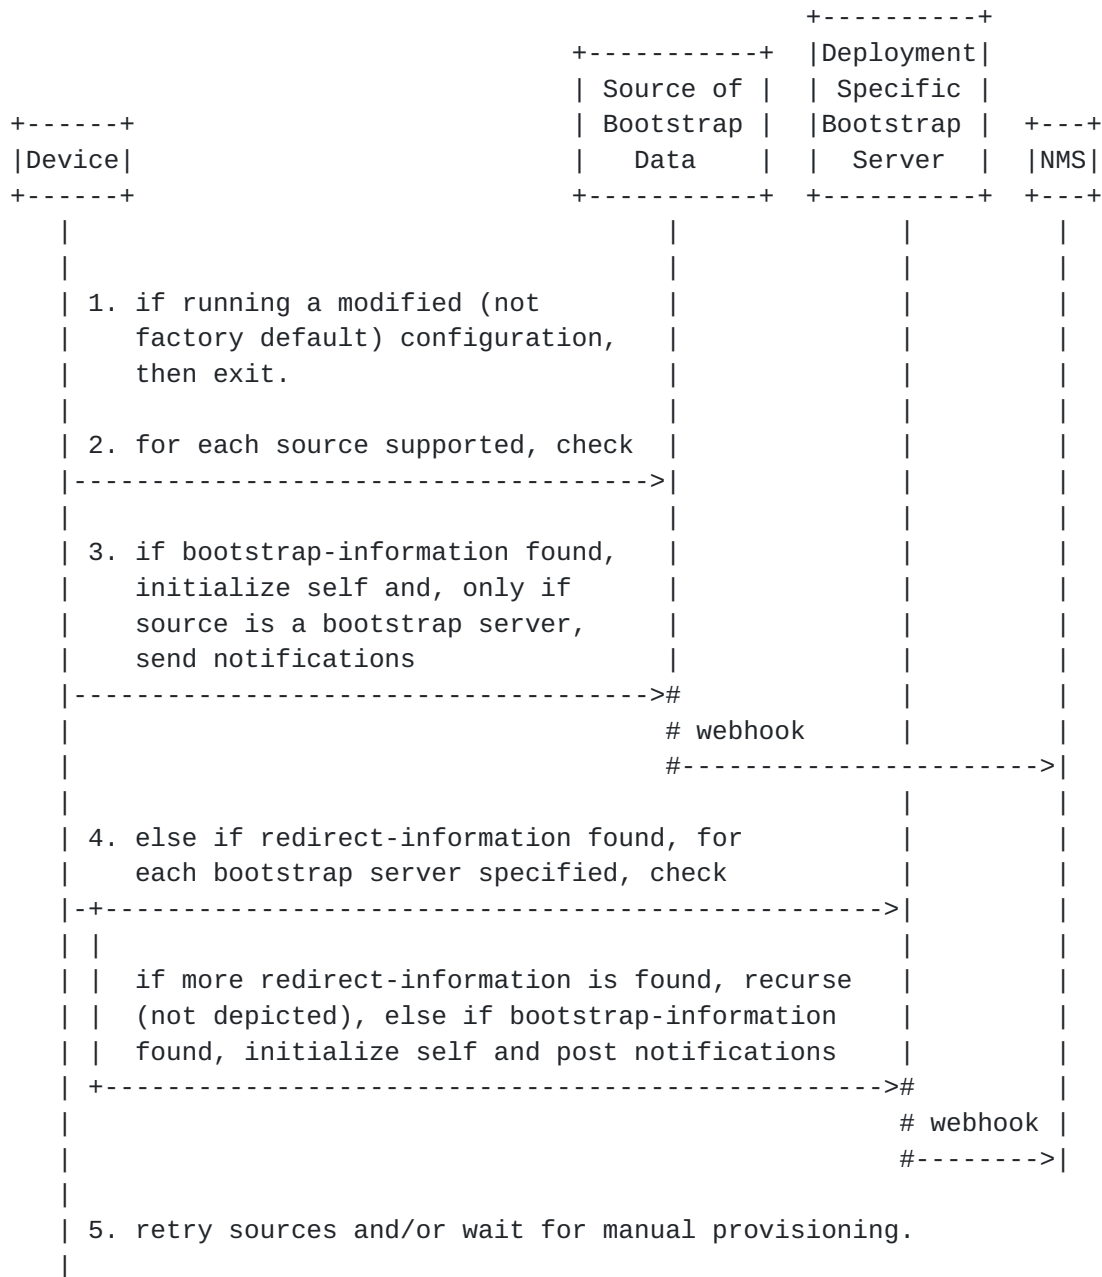 +----------+
                                    +-----------+  |Deployment|
                                    | Source of |  | Specific |
+------+                            | Bootstrap |  |Bootstrap |  +---+
|Device|                            |   Data    |  |  Server  |  |NMS|
+------+                            +-----------+  +----------+  +---+
   |                                      |              |         |
   |                                      |              |         |
   | 1. if running a modified (not        |              |         |
   |    factory default) configuration,   |              |         |
   |    then exit.                        |              |         |
   |                                      |              |         |
   | 2. for each source supported, check  |              |         |
   |------------------------------------->|              |         |
   |                                      |              |         |
   | 3. if bootstrap-information found,   |              |         |
   |    initialize self and, only if      |              |         |
   |    source is a bootstrap server,     |              |         |
   |    send notifications                |              |         |
   |------------------------------------->#              |         |
   |                                      # webhook      |         |
   |                                      #----------------------->|
   |                                                     |         |
   | 4. else if redirect-information found, for          |         |
   |    each bootstrap server specified, check           |         |
   |-+-------------------------------------------------->|         |
   | |                                                   |         |
   | |  if more redirect-information is found, recurse   |         |
   | |  (not depicted), else if bootstrap-information    |         |
   | |  found, initialize self and post notifications    |         |
   | +-------------------------------------------------->#         |
   |                                                     # webhook |
   |                                                     #-------->|
   |
   | 5. retry sources and/or wait for manual provisioning.
   |